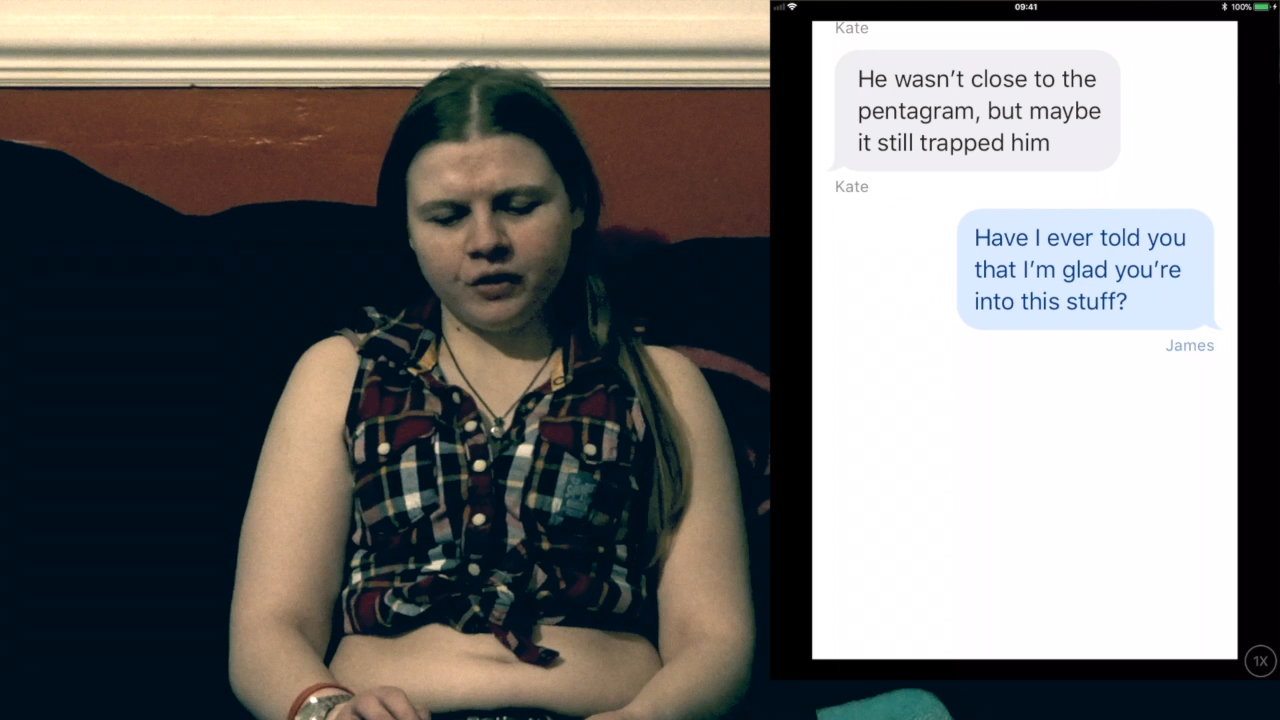 09:41
100%
Kate
He wasn't close to the
pentagram, but maybe
it still trapped him
Kate
Have I ever told you
that I'm glad you're
into this stuff?
James
1X